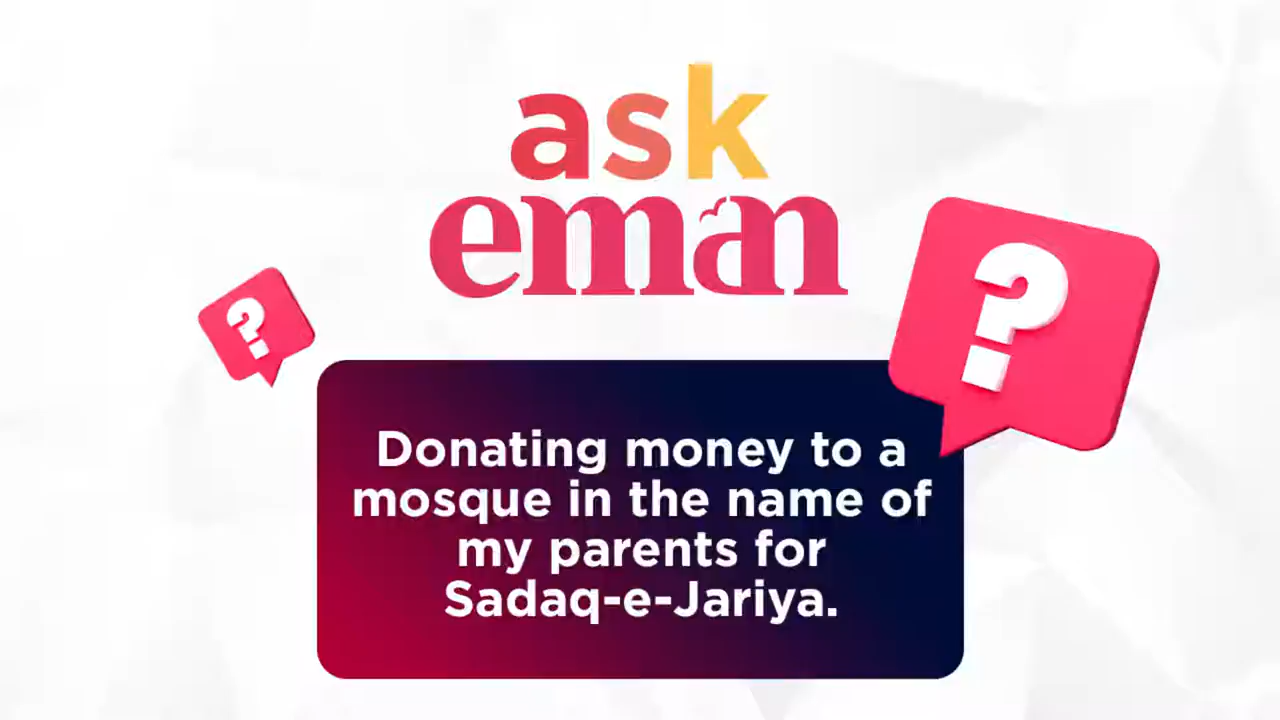 ask
eman
?
?
Donating money to a
mosque in the name of
my parents for
Sadaq-e-Jariya.